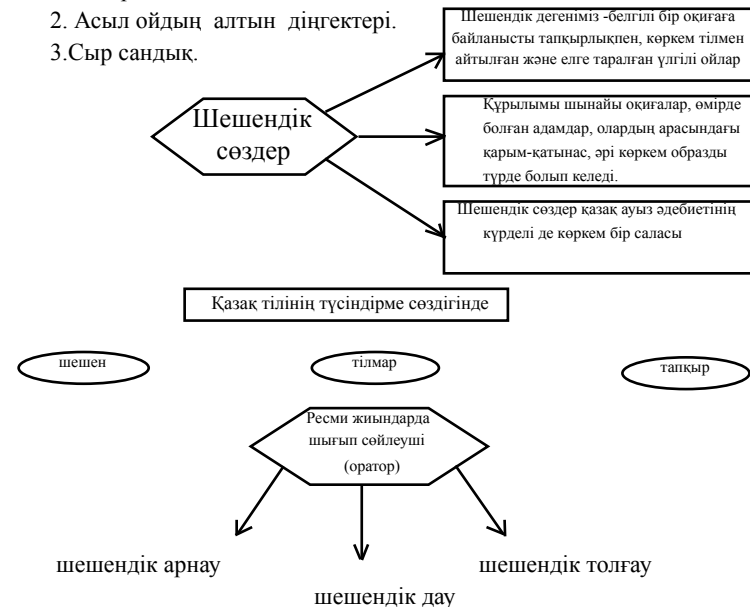 2. Асыл ойдың алтын діңгектері.
3.Сыр сандық.
Шешендік дегеніміз -белгілі бір оқиғаға
байланысты тапқырлықпен, көркем тілмен
айтылған және елге таралған үлгілі ойлар
Шешендік
сөздер
Құрылымы шынайы оқиғалар, өмірде
болған адамдар, олардың арасындағы
қарым-қатынас, әрі көркем образды
түрде болып келеді.
Шешендік сөздер қазақ ауыз әдебиетінің
күрделі де көркем бір саласы
Қазақ тілінің түсіндірме сөздігінде
шешен
тілмар
тапқыр
Ресми жиындарда
шығып сөйлеуші
(оратор)
шешендік арнау
шешендік толғау
шешендік дау